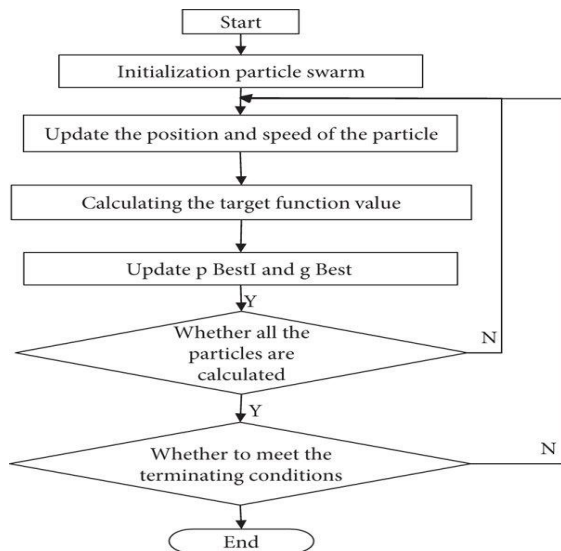 Start
Initialization particle swarm
Update the position and speed of the particle
Calculating the target function value
Update p BestI and g Best
Y
Whether all the
particles are
calculated
N
Y
Whether to meet the
terminating conditions
N
End